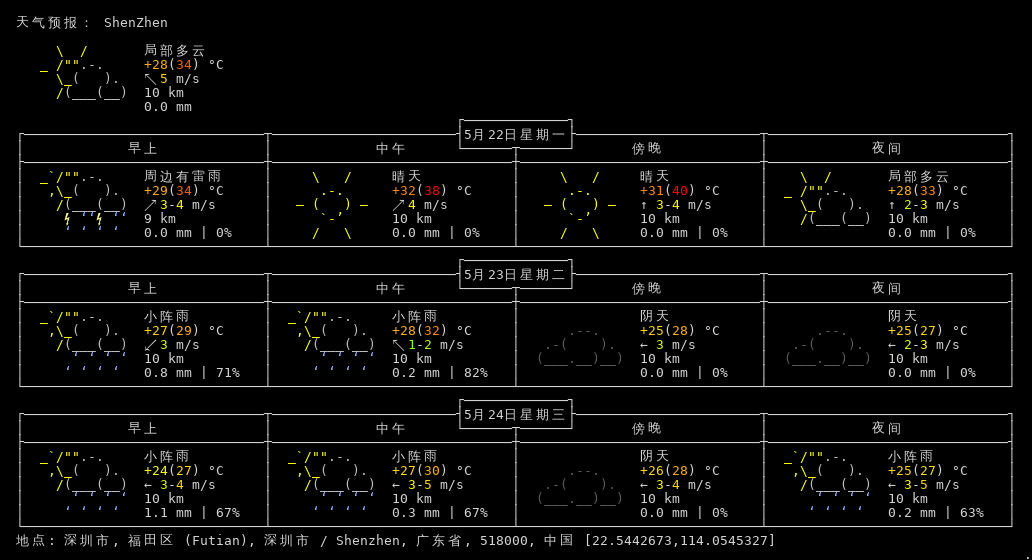 天气预报: ShenZhen
局部多云
+28(34) °C
↖ 5 m/s
10 km
0.0 mm
5月22日星期一
早上 中午 傍晚 夜间
周边有雷雨 晴天 晴天 局部多云
+29(34) °C +32(38) °C +31(40) °C +28(33) °C
↗ 3-4 m/s ↗ 4 m/s ↑ 3-4 m/s ↑ 2-3 m/s
9 km 10 km 10 km 10 km
0.0 mm | 0% 0.0 mm | 0% 0.0 mm | 0% 0.0 mm | 0%
5月23日星期二
早上 中午 傍晚 夜间
小阵雨 小阵雨 阴天 阴天
+27(29) °C +28(32) °C +25(28) °C +25(27) °C
↙ 3 m/s ↖ 1-2 m/s ← 3 m/s ← 2-3 m/s
10 km 10 km 10 km 10 km
0.8 mm | 71% 0.2 mm | 82% 0.0 mm | 0% 0.0 mm | 0%
5月24日星期三
早上 中午 傍晚 夜间
小阵雨 小阵雨 阴天 小阵雨
+24(27) °C +27(30) °C +26(28) °C +25(27) °C
← 3-4 m/s ← 3-5 m/s ← 3-4 m/s ← 3-5 m/s
10 km 10 km 10 km 10 km
1.1 mm | 67% 0.3 mm | 67% 0.0 mm | 0% 0.2 mm | 63%
地点: 深圳市, 福田区 (Futian), 深圳市 / Shenzhen, 广东省, 518000, 中国 [22.5442673,114.0545327]